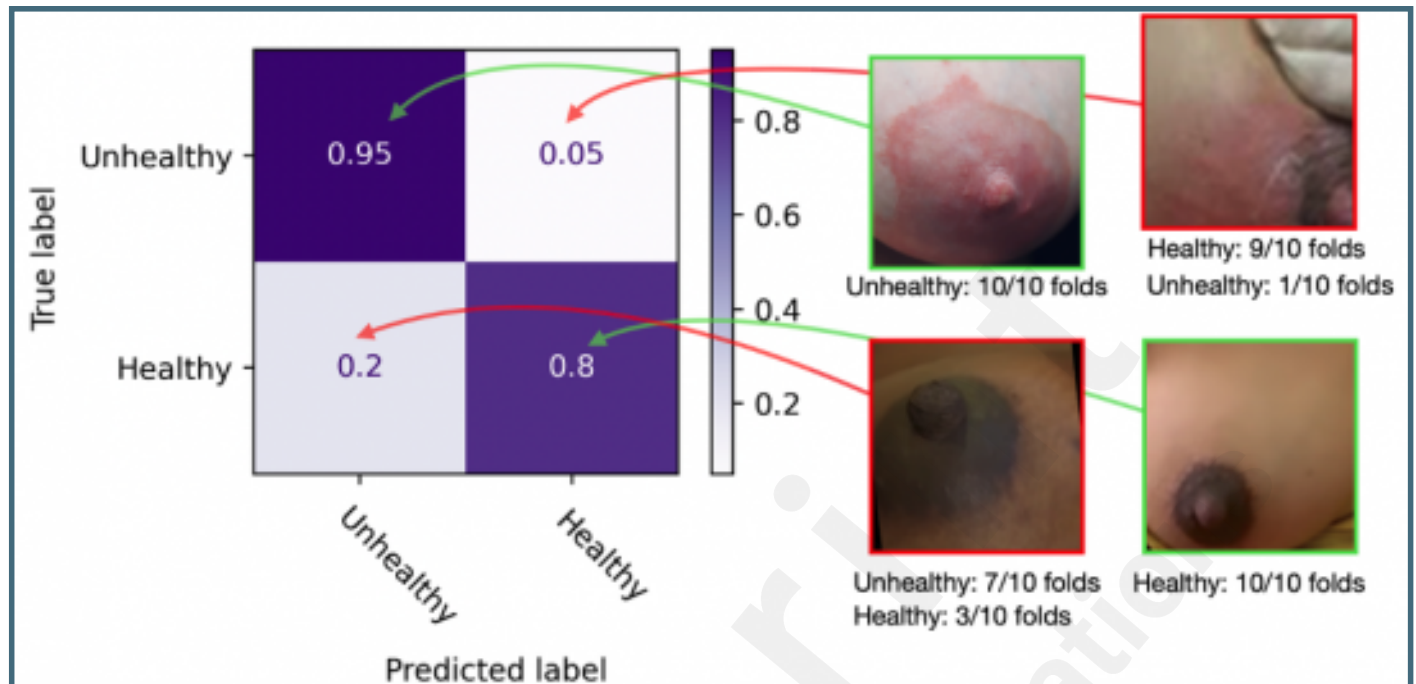 Unhealthy
Healthy
True label
0.95
0.05
0.2
0.8
Unhealthy
Healthy
Predicted label
0.8
0.6
0.4
0.2
Unhealthy: 10/10 folds
Healthy: 9/10 folds
Unhealthy: 1/10 folds
Unhealthy: 7/10 folds
Healthy: 3/10 folds
Healthy: 10/10 folds